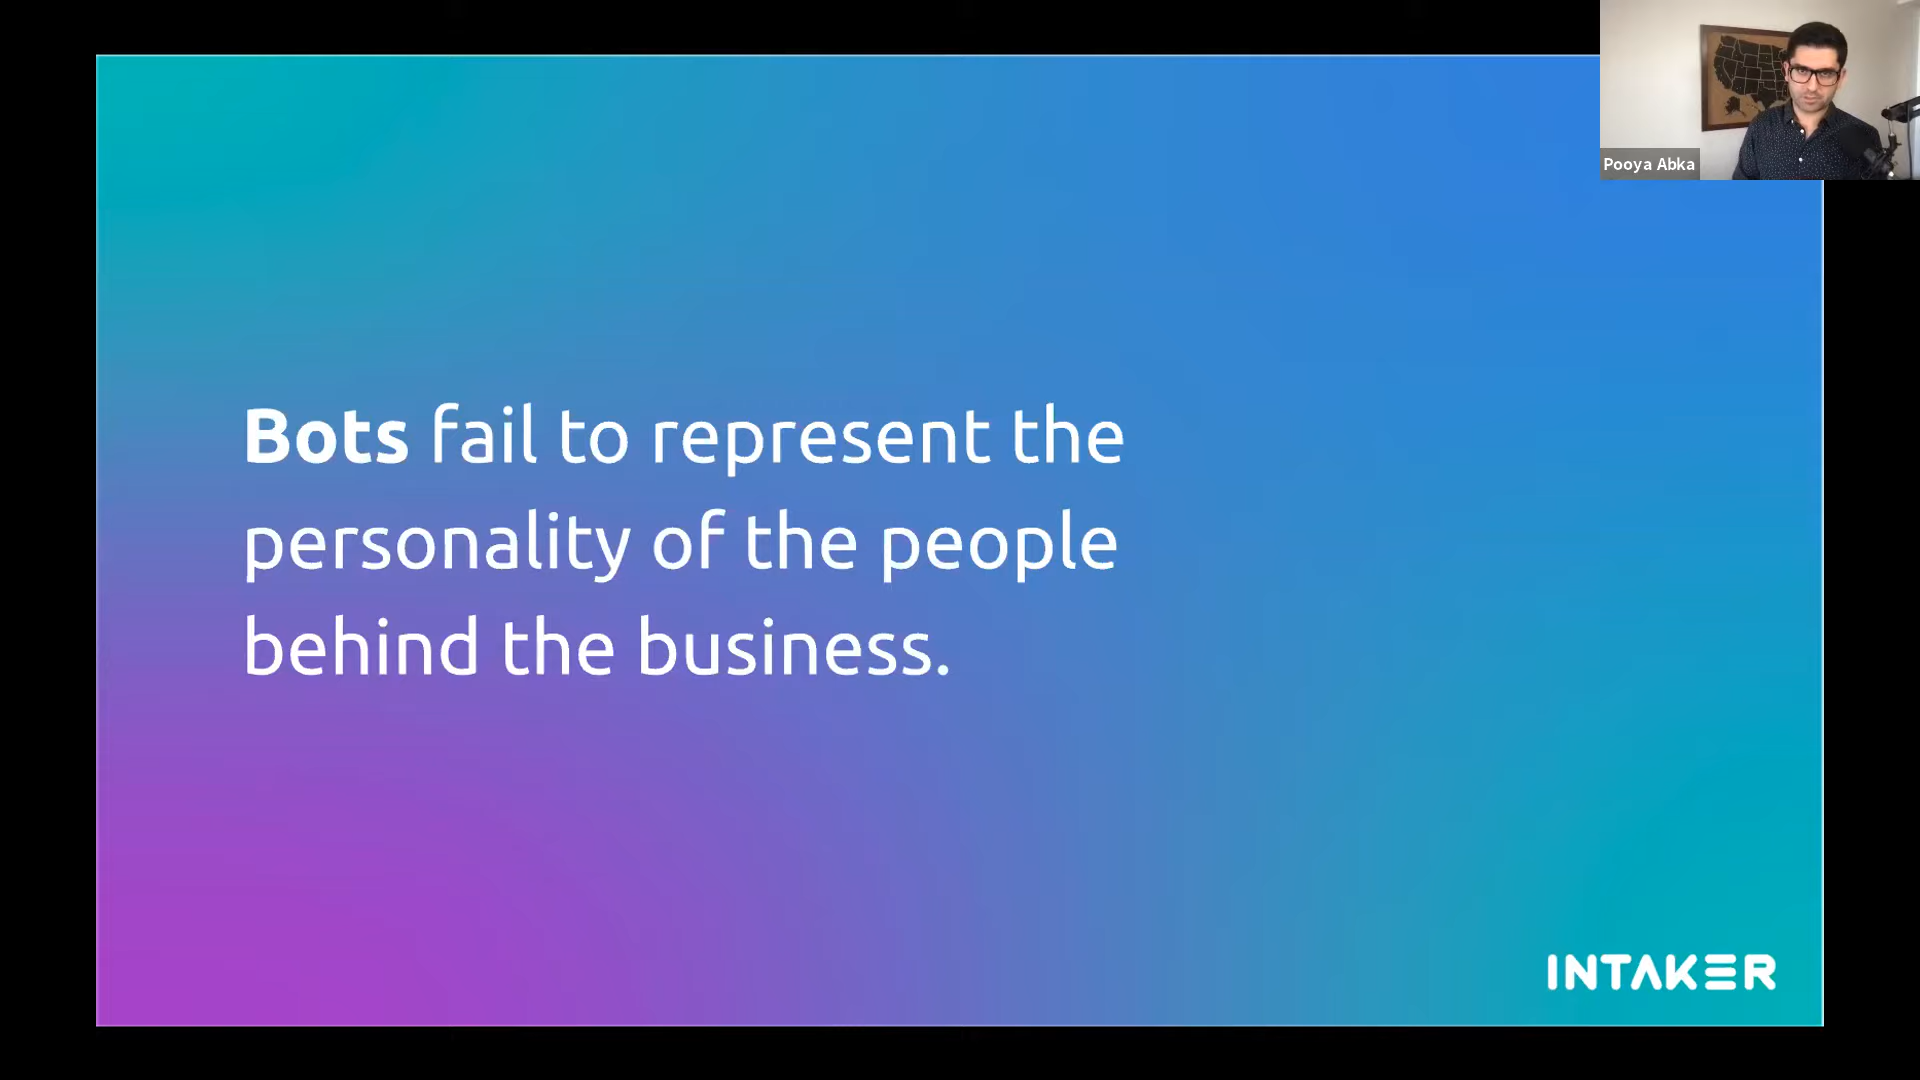 Pooya Abka
Bots fail to represent the
personality of the people
behind the business.
INTAKER